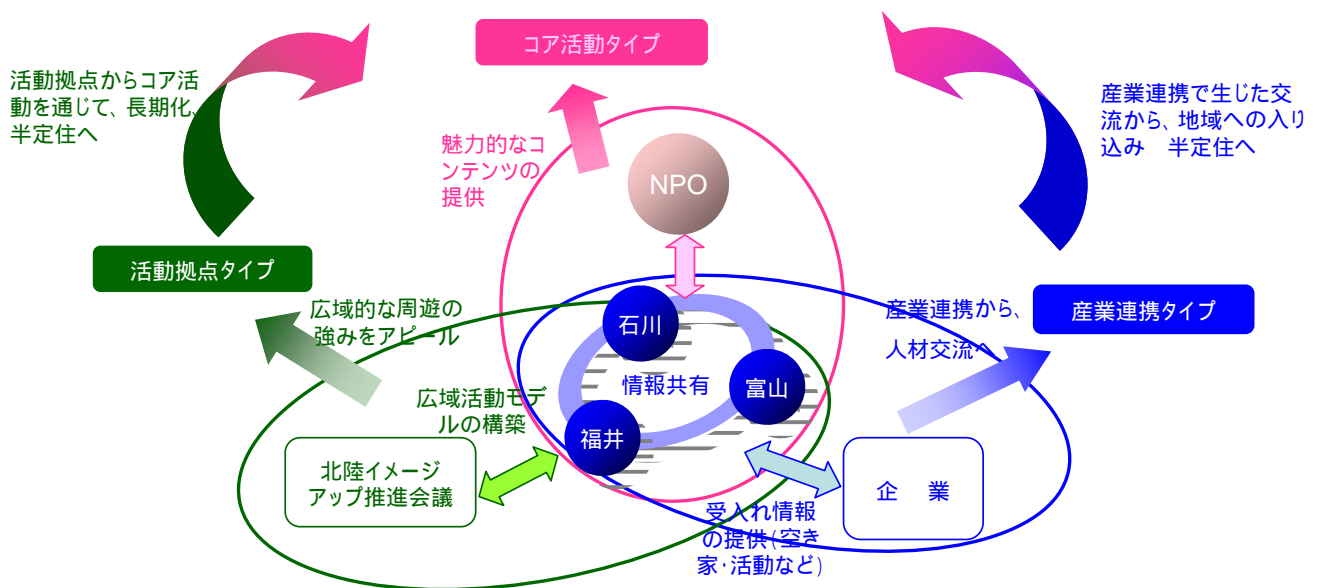 コア活動タイプ
活動拠点からコア活
動を通じて、長期化、
半定住へ
産業連携で生じた交
流から、地域への入り
込み　半定住へ
魅力的なコ
ンテンツの
提供
NPO
活動拠点タイプ
産業連携タイプ
広域的な周遊の
強みをアピール
石川
産業連携から、
人材交流へ
情報共有
富山
広域活動モデ
ルの構築
福井
北陸イメージ
アップ推進会議
企　業
受入れ情報
の提供(空き
家・活動など)